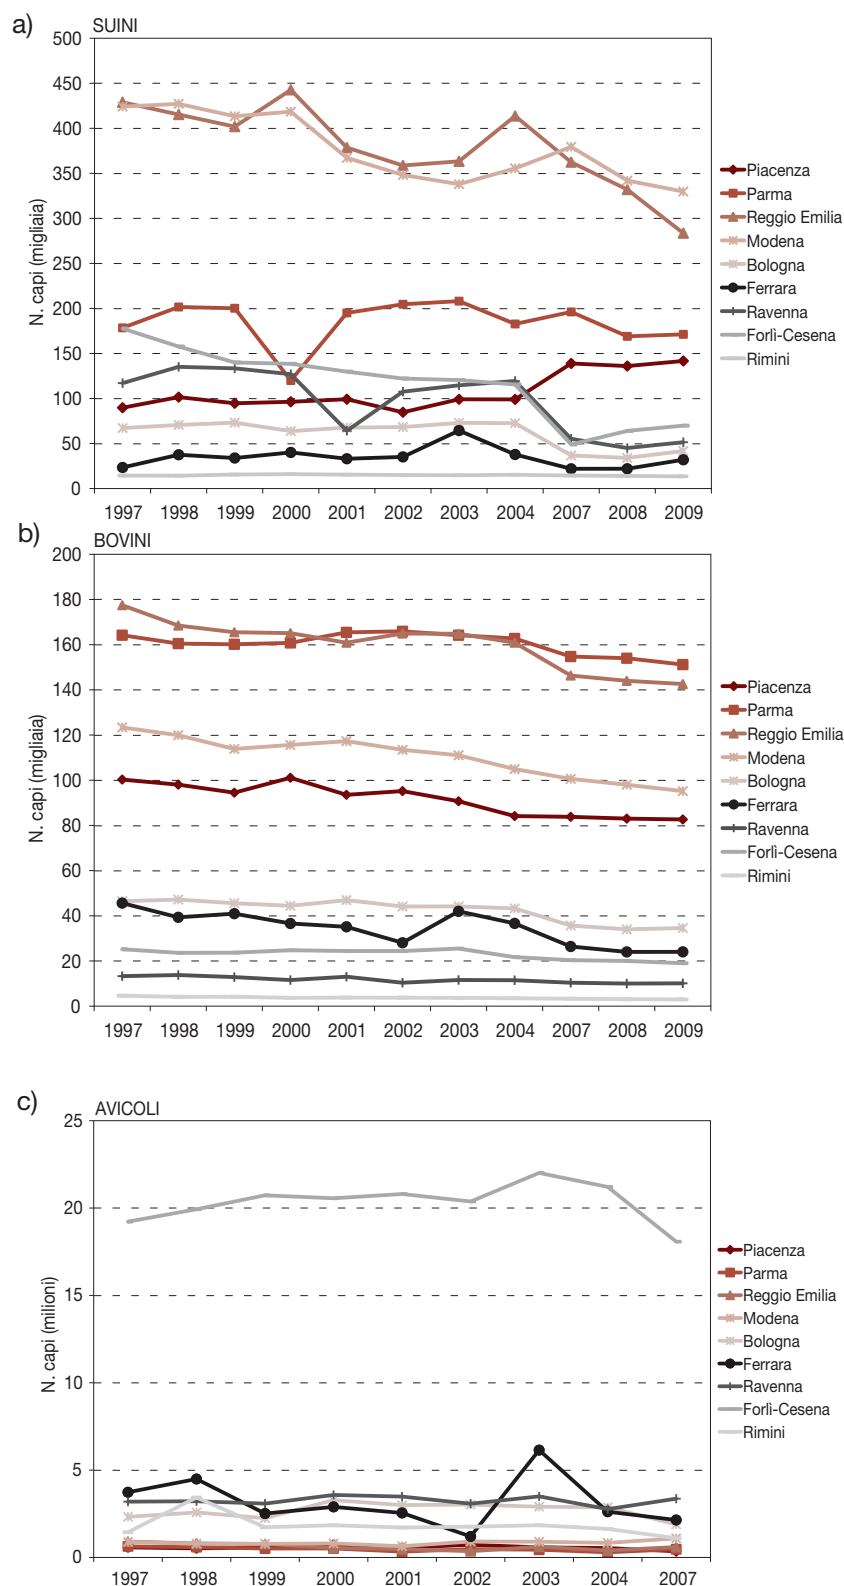 a)
SUINI
500
450
400
350
300
250
200
150
100
50
0
N. capi (migliaia)
1997 1998 1999 2000 2001 2002 2003 2004 2007 2008 2009
Piacenza
Parma
Reggio Emilia
Modena
Bologna
Ferrara
Ravenna
Forlì-Cesena
Rimini
b)
BOVINI
200
180
160
140
120
100
80
60
40
20
0
N. capi (migliaia)
1997 1998 1999 2000 2001 2002 2003 2004 2007 2008 2009
Piacenza
Parma
Reggio Emilia
Modena
Bologna
Ferrara
Ravenna
Forlì-Cesena
Rimini
c)
AVICOLI
25
20
15
10
5
0
N. capi (milioni)
1997 1998 1999 2000 2001 2002 2003 2004 2007
Piacenza
Parma
Reggio Emilia
Modena
Bologna
Ferrara
Ravenna
Forlì-Cesena
Rimini